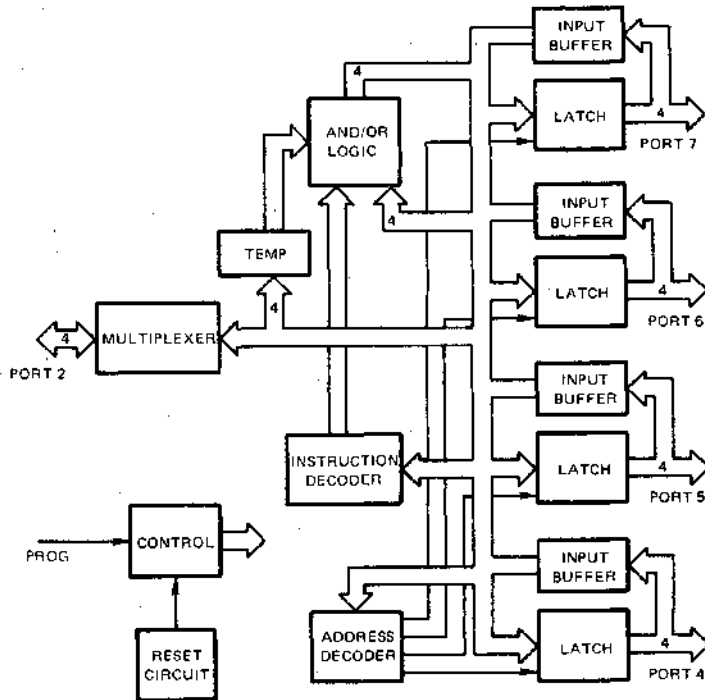 INPUT
BUFFER
4
AND/OR
LOGIC
LATCH
4
PORT 7
INPUT
BUFFER
4
TEMP
LATCH
4
PORT 6
4
MULTIPLEXER
4
PORT 2
INPUT
BUFFER
INSTRUCTION
DECODER
LATCH
4
PORT 5
CONTROL
PROG
INPUT
BUFFER
ADDRESS
DECODER
LATCH
4
PORT 4
RESET
CIRCUIT